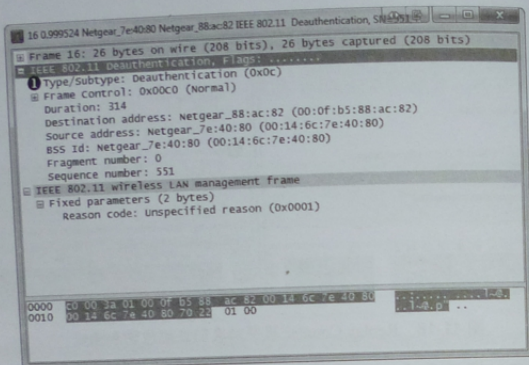 16 0.999524 Netgear_7e:40:80 Netgear_88:ac:82 IEEE 802.11 Deauthentication,
Frame 16: 26 bytes on wire (208 bits), 26 bytes captured (208 bits)
IEEE 802.11 Deauthentication, Flags: ........
1 Type/Subtype: Deauthentication (0x0c)
Frame Control: 0x00C0 (Normal)
Duration: 314
Destination address: Netgear_88:ac:82 (00:0f:b5:88:ac:82)
Source address: Netgear_7e:40:80 (00:14:6c:7e:40:80)
BSS Id: Netgear_7e:40:80 (00:14:6c:7e:40:80)
Fragment number: 0
Sequence number: 551
IEEE 802.11 wireless LAN management frame
Fixed parameters (2 bytes)
Reason code: Unspecified reason (0x0001)
0000 c0 00 3a 01 00 0f b5 88 ac 82 00 14 6c 7e 40 80
0010 00 14 6c 7e 40 80 70 22 01 00 ..l~@.p" ..